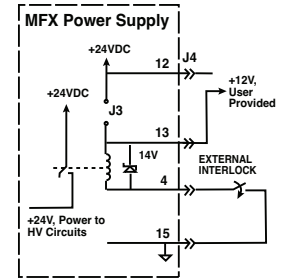 MFX Power Supply
+24VDC
12
J4
+24VDC
+12V,
User
Provided
J3
13
14V
EXTERNAL
INTERLOCK
4
+24V, Power to
HV Circuits
15